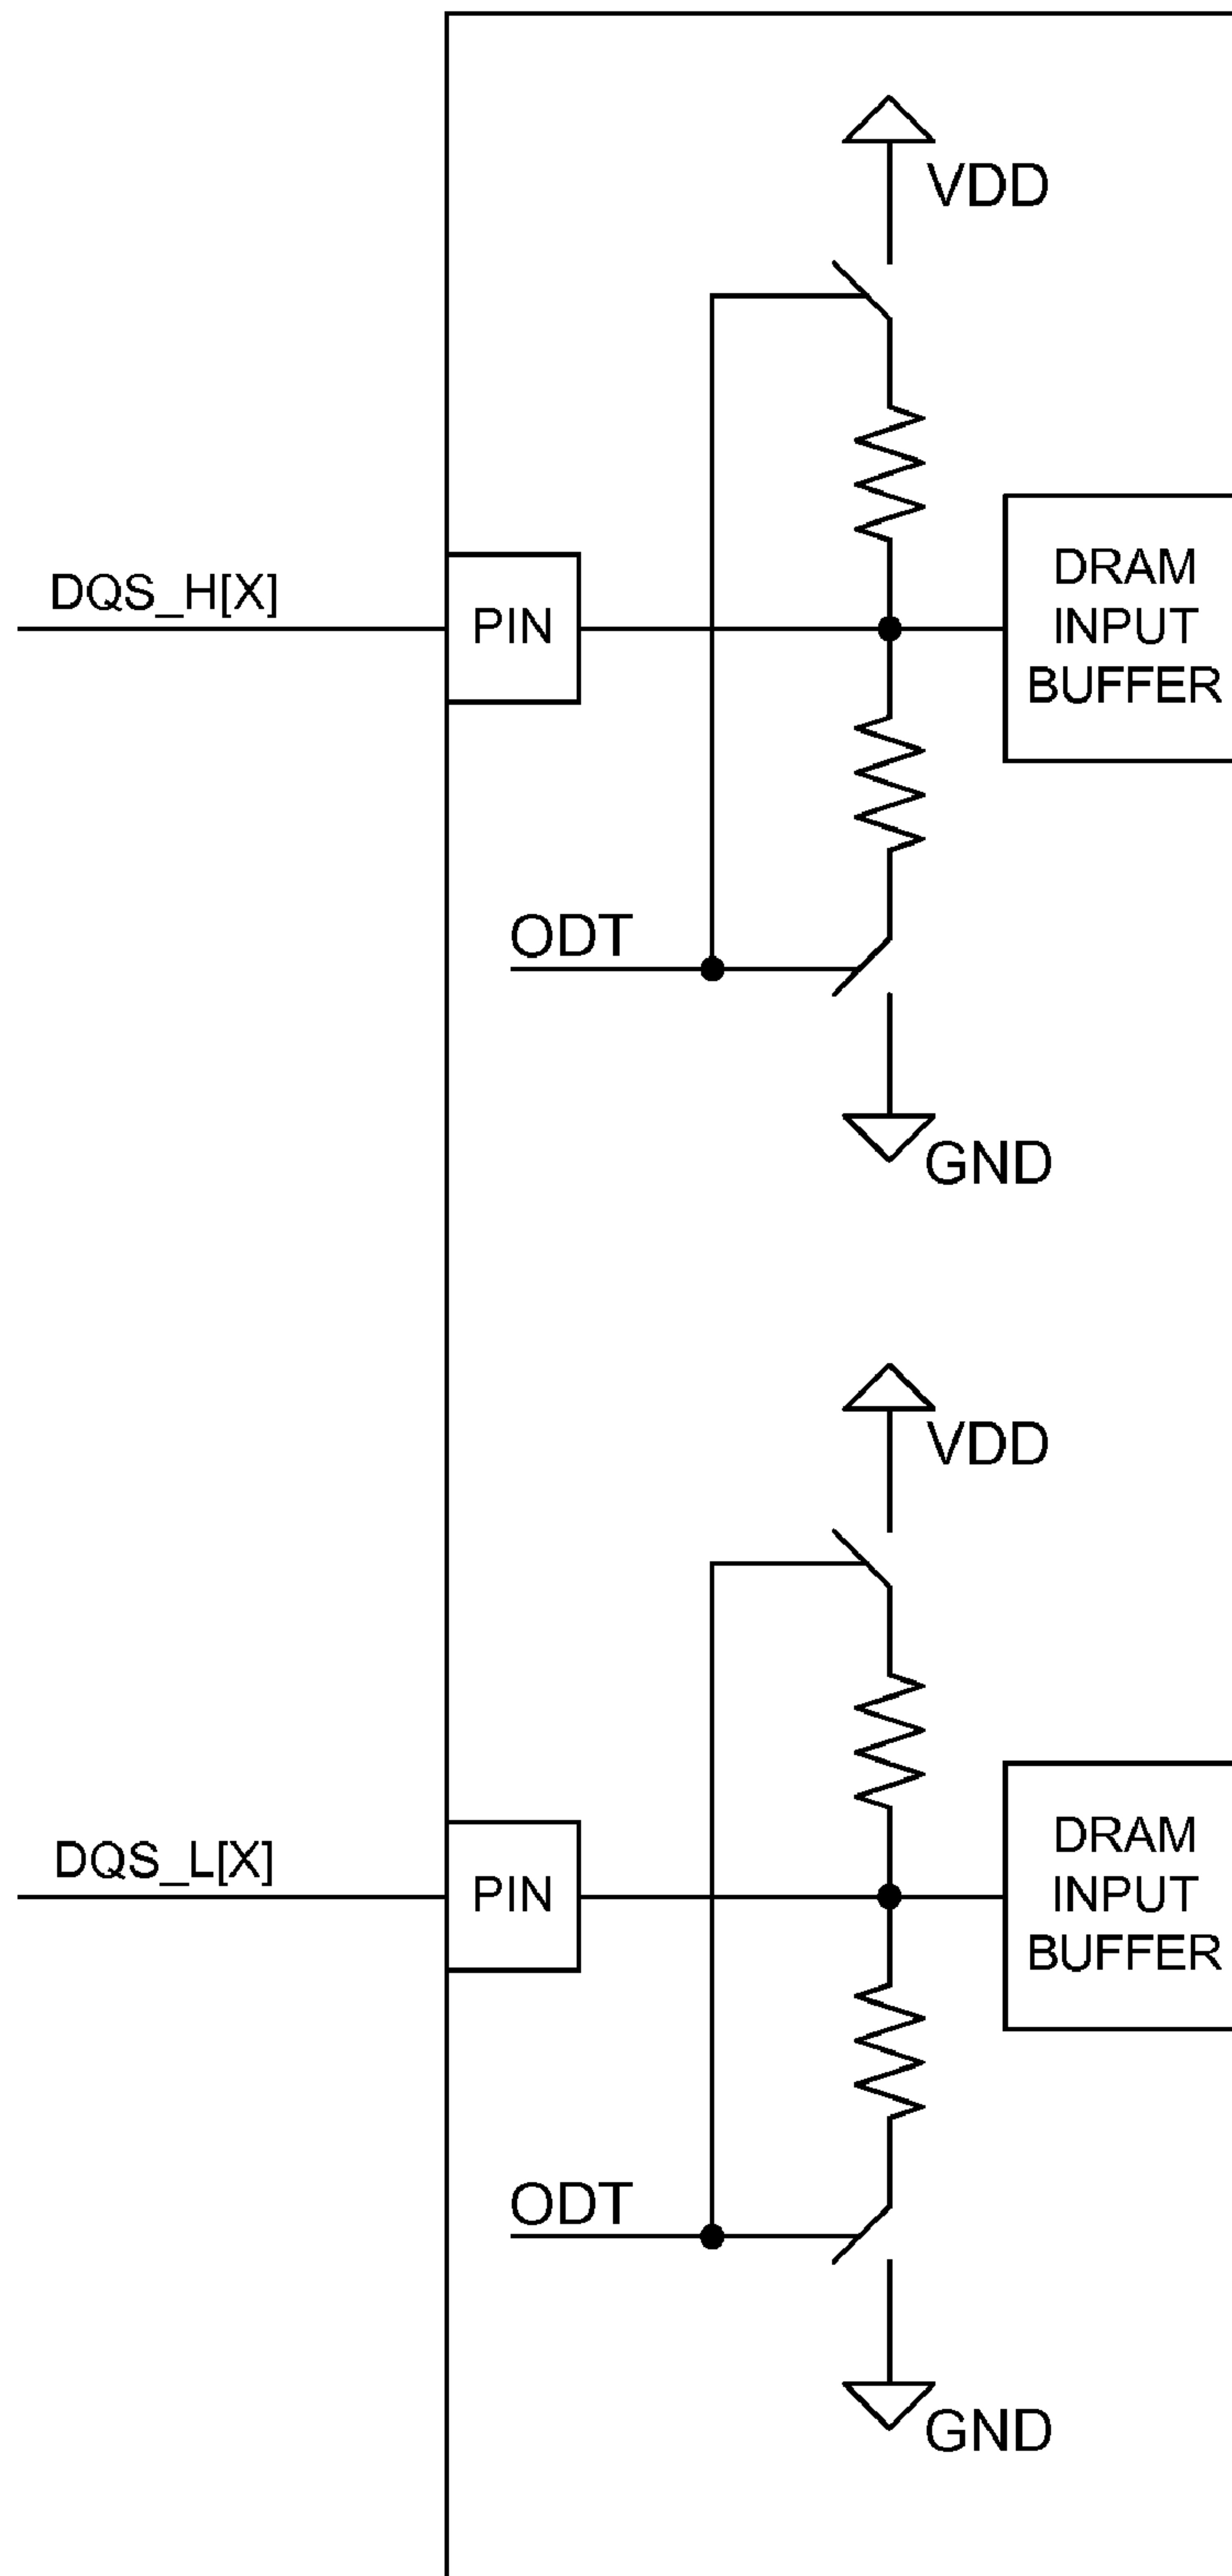 VDD
DQS_H[X]
PIN
DRAM
INPUT
BUFFER
ODT
GND
VDD
DQS_L[X]
PIN
DRAM
INPUT
BUFFER
ODT
GND